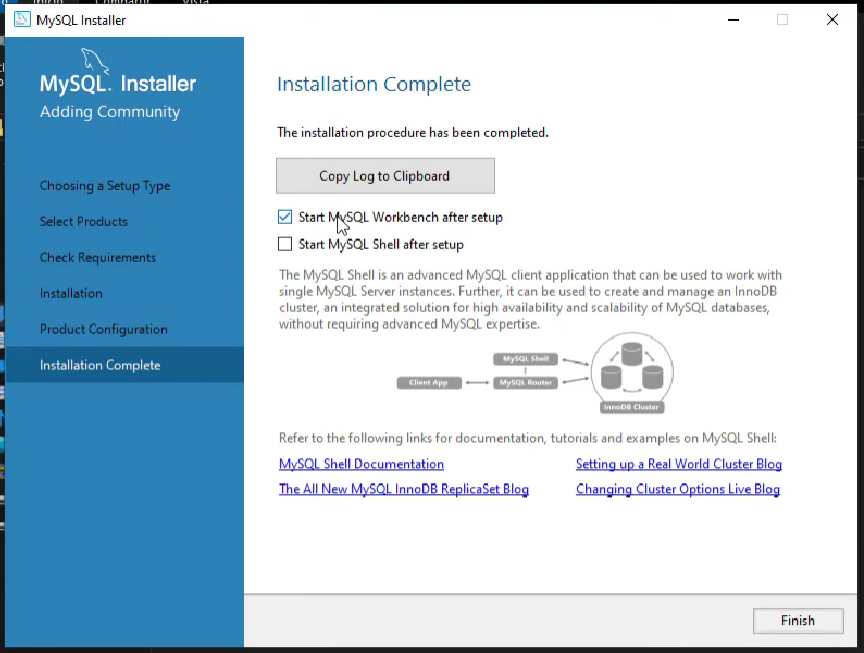 MySQL Installer
MySQL. Installer
Adding Community
Choosing a Setup Type
Select Products
Check Requirements
Installation
Product Configuration
Installation Complete
Installation Complete
The installation procedure has been completed.
Copy Log to Clipboard
Start MySQL Workbench after setup
Start MySQL Shell after setup
The MySQL Shell is an advanced MySQL client application that can be used to work with
single MySQL Server instances. Further, it can be used to create and manage an InnoDB
cluster, an integrated solution for high availability and scalability of MySQL databases,
without requiring advanced MySQL expertise.
MySQL Shell
Client App
MySQL Router
InnoDB Cluster
Refer to the following links for documentation, tutorials and examples on MySQL Shell:
MySQL Shell Documentation
Setting up a Real World Cluster Blog
The All New MySQL InnoDB ReplicaSet Blog
Changing Cluster Options Live Blog
Finish